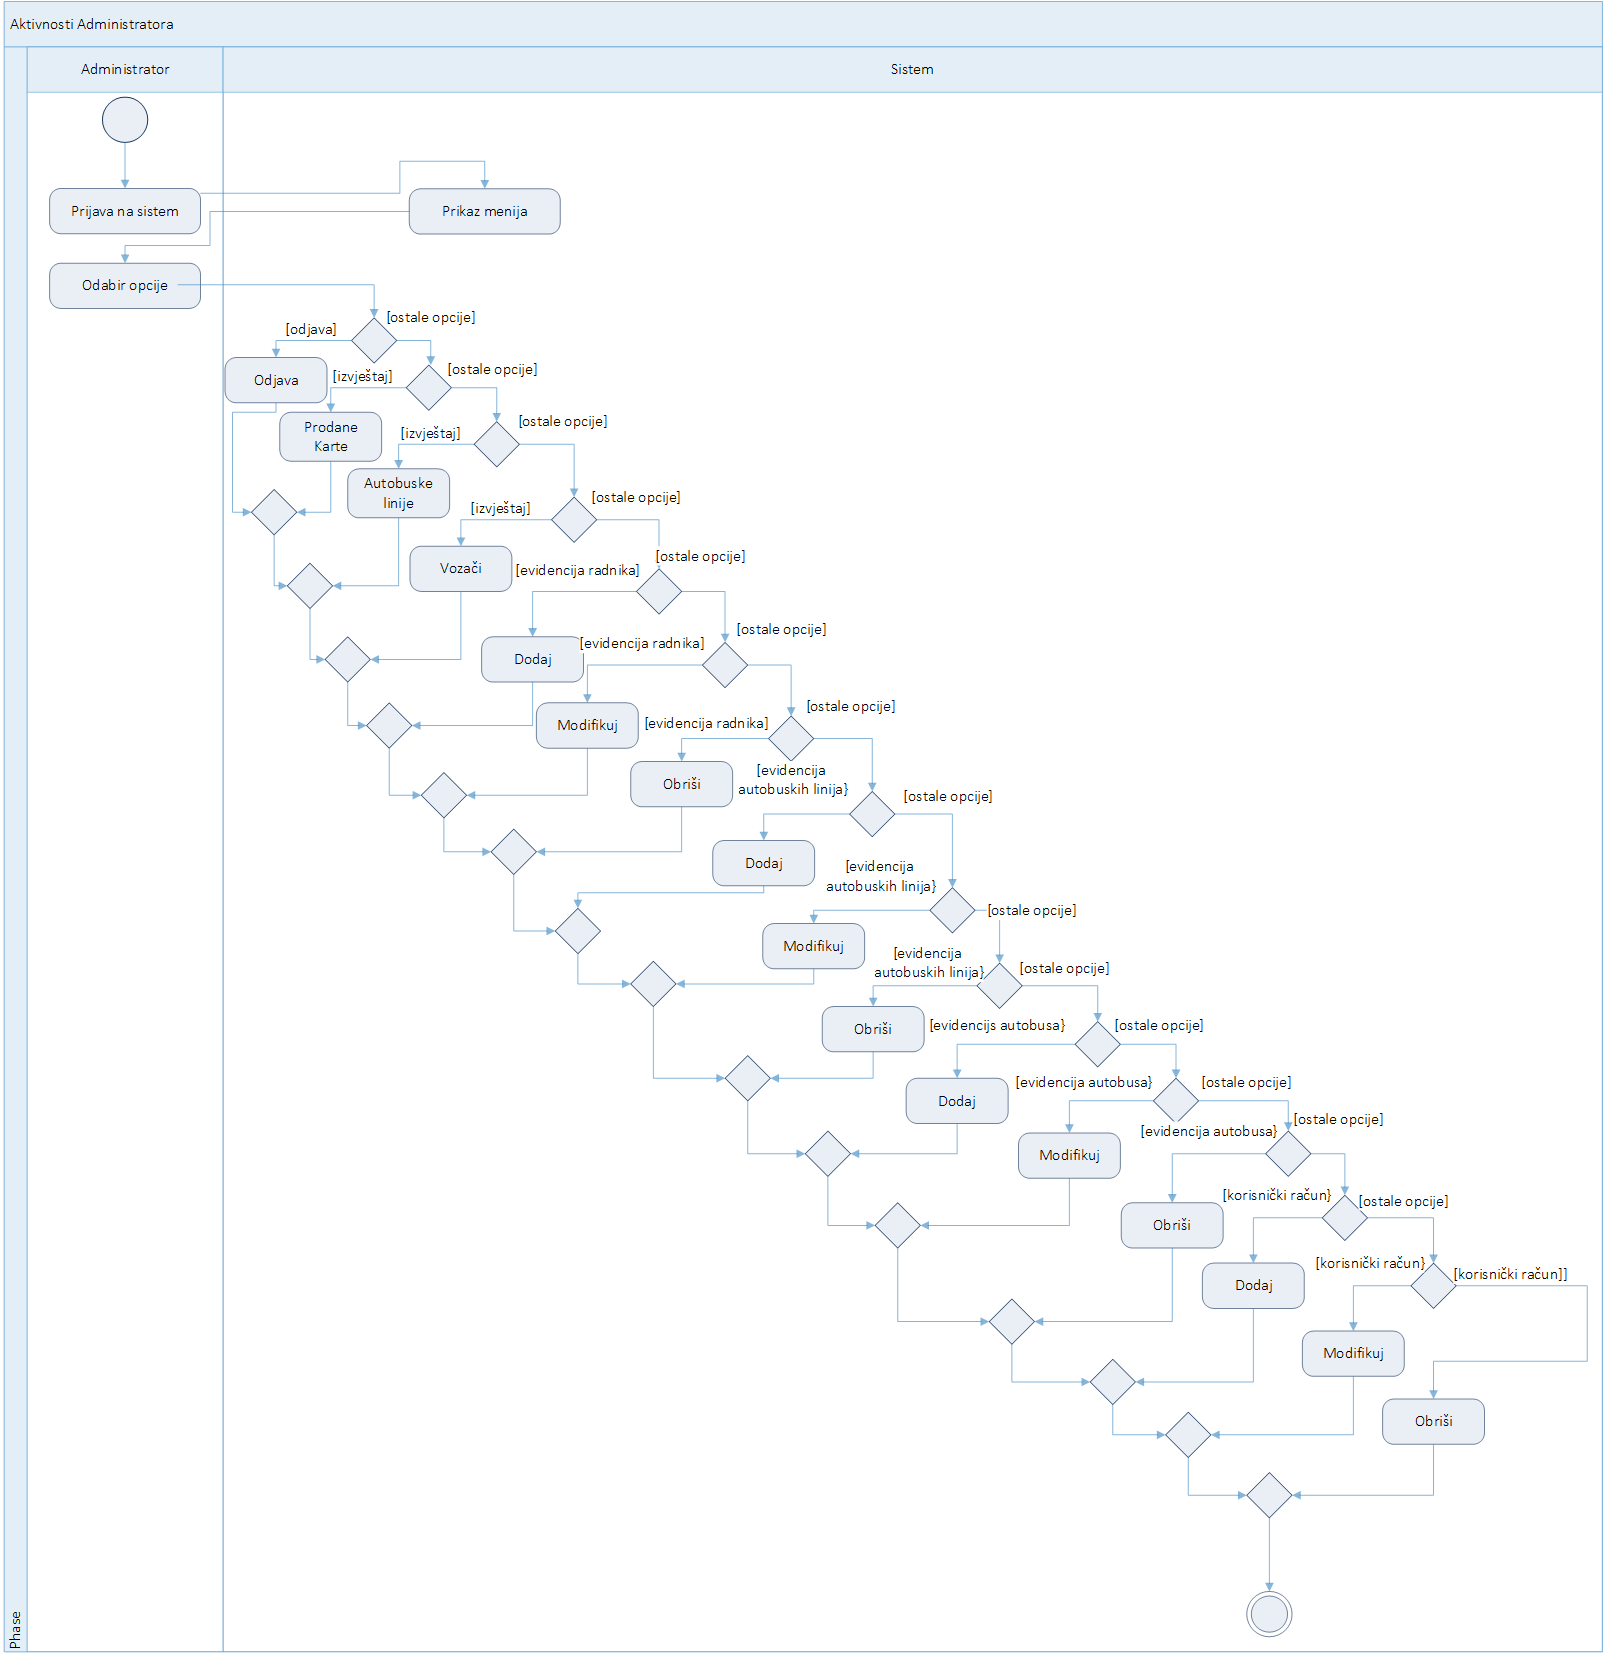 Aktivnosti Administratora
Administrator
Sistem
Prijava na sistem
Prikaz menija
Odabir opcije
[ostale opcije]
[odjava]
Odjava
[ostale opcije]
[izvještaj]
Prodane
Karte
[ostale opcije]
[izvještaj]
Autobuske
linije
[ostale opcije]
[izvještaj]
Vozači
[ostale opcije]
[evidencija radnika]
Dodaj
[ostale opcije]
[evidencija radnika]
Modifikuj
[ostale opcije]
[evidencija radnika]
Obriši
[evidencija
autobuskih linija}
[ostale opcije]
Dodaj
[evidencija
autobuskih linija}
[ostale opcije]
Modifikuj
[evidencija
autobuskih linija}
[ostale opcije]
Obriši
[evidencijs autobusa}
[ostale opcije]
Dodaj
[evidencija autobusa}
[ostale opcije]
Modifikuj
[evidencija autobusa}
[ostale opcije]
Obriši
[korisnički račun}
[ostale opcije]
Dodaj
[korisnički račun}
[korisnički račun]]
Modifikuj
Obriši
Phase